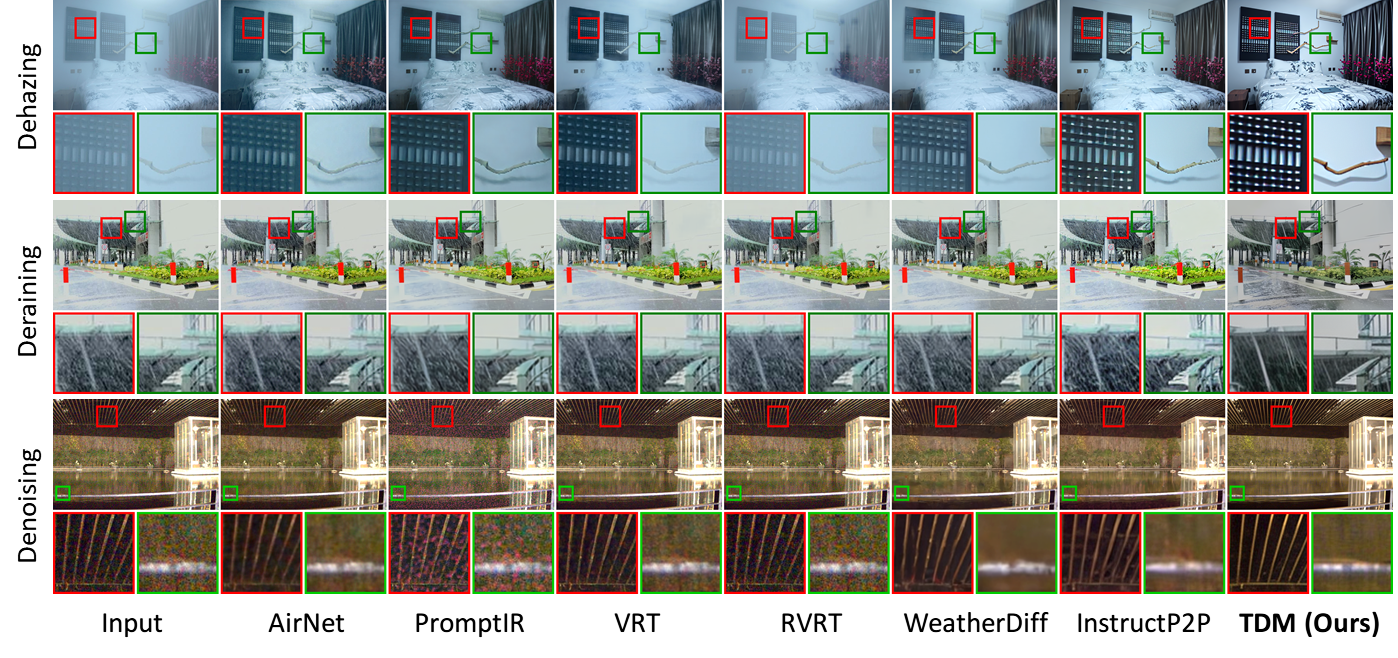 Dehazing
Deraining
Denoising
Input AirNet PromptIR VRT RVRT WeatherDiff InstructP2P TDM (Ours)